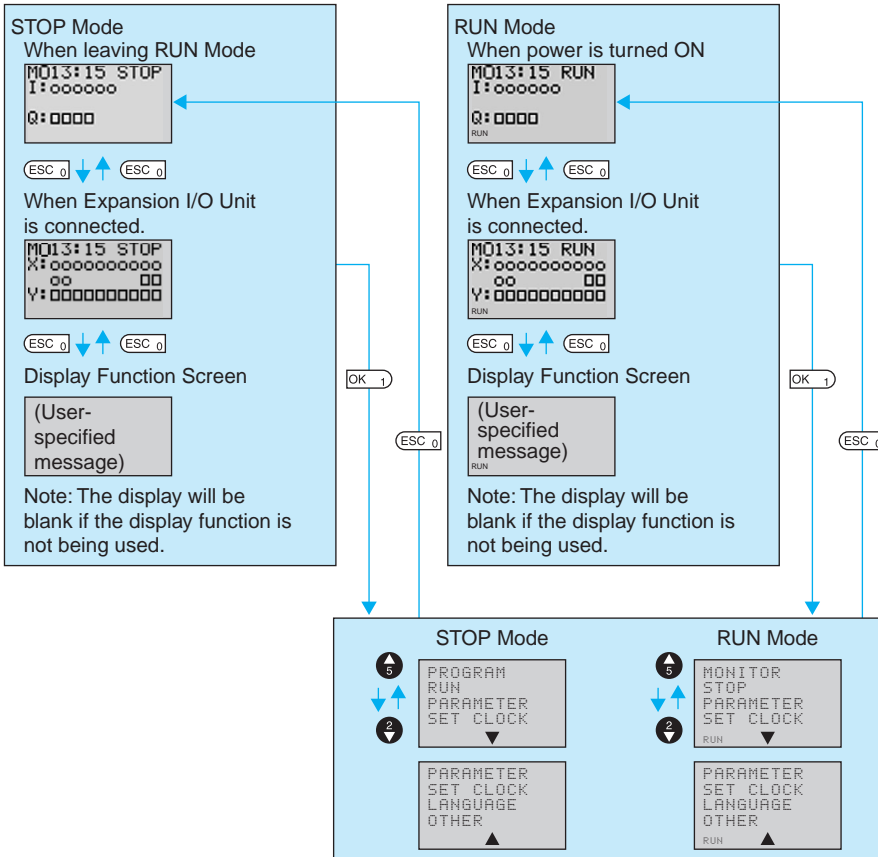 STOP Mode
When leaving RUN Mode
MO13:15 STOP
I:oooooo
Q:□□□□
ESC 0
ESC 0
When Expansion I/O Unit
is connected.
MO13:15 STOP
X:oooooooooo
oo □□
Y:□□□□□□□□□□
ESC 0
ESC 0
Display Function Screen
(User-
specified
message)
Note: The display will be
blank if the display function is
not being used.
OK 1
ESC 0
RUN Mode
When power is turned ON
MO13:15 RUN
I:oooooo
Q:□□□□
RUN
ESC 0
ESC 0
When Expansion I/O Unit
is connected.
MO13:15 RUN
X:oooooooooo
oo □□
Y:□□□□□□□□□□
RUN
ESC 0
ESC 0
Display Function Screen
(User-
specified
message)
RUN
Note: The display will be
blank if the display function is
not being used.
OK 1
ESC 0
STOP Mode
5
2
PROGRAM
RUN
PARAMETER
SET CLOCK
PARAMETER
SET CLOCK
LANGUAGE
OTHER
RUN Mode
5
2
MONITOR
STOP
PARAMETER
SET CLOCK
RUN
PARAMETER
SET CLOCK
LANGUAGE
OTHER
RUN